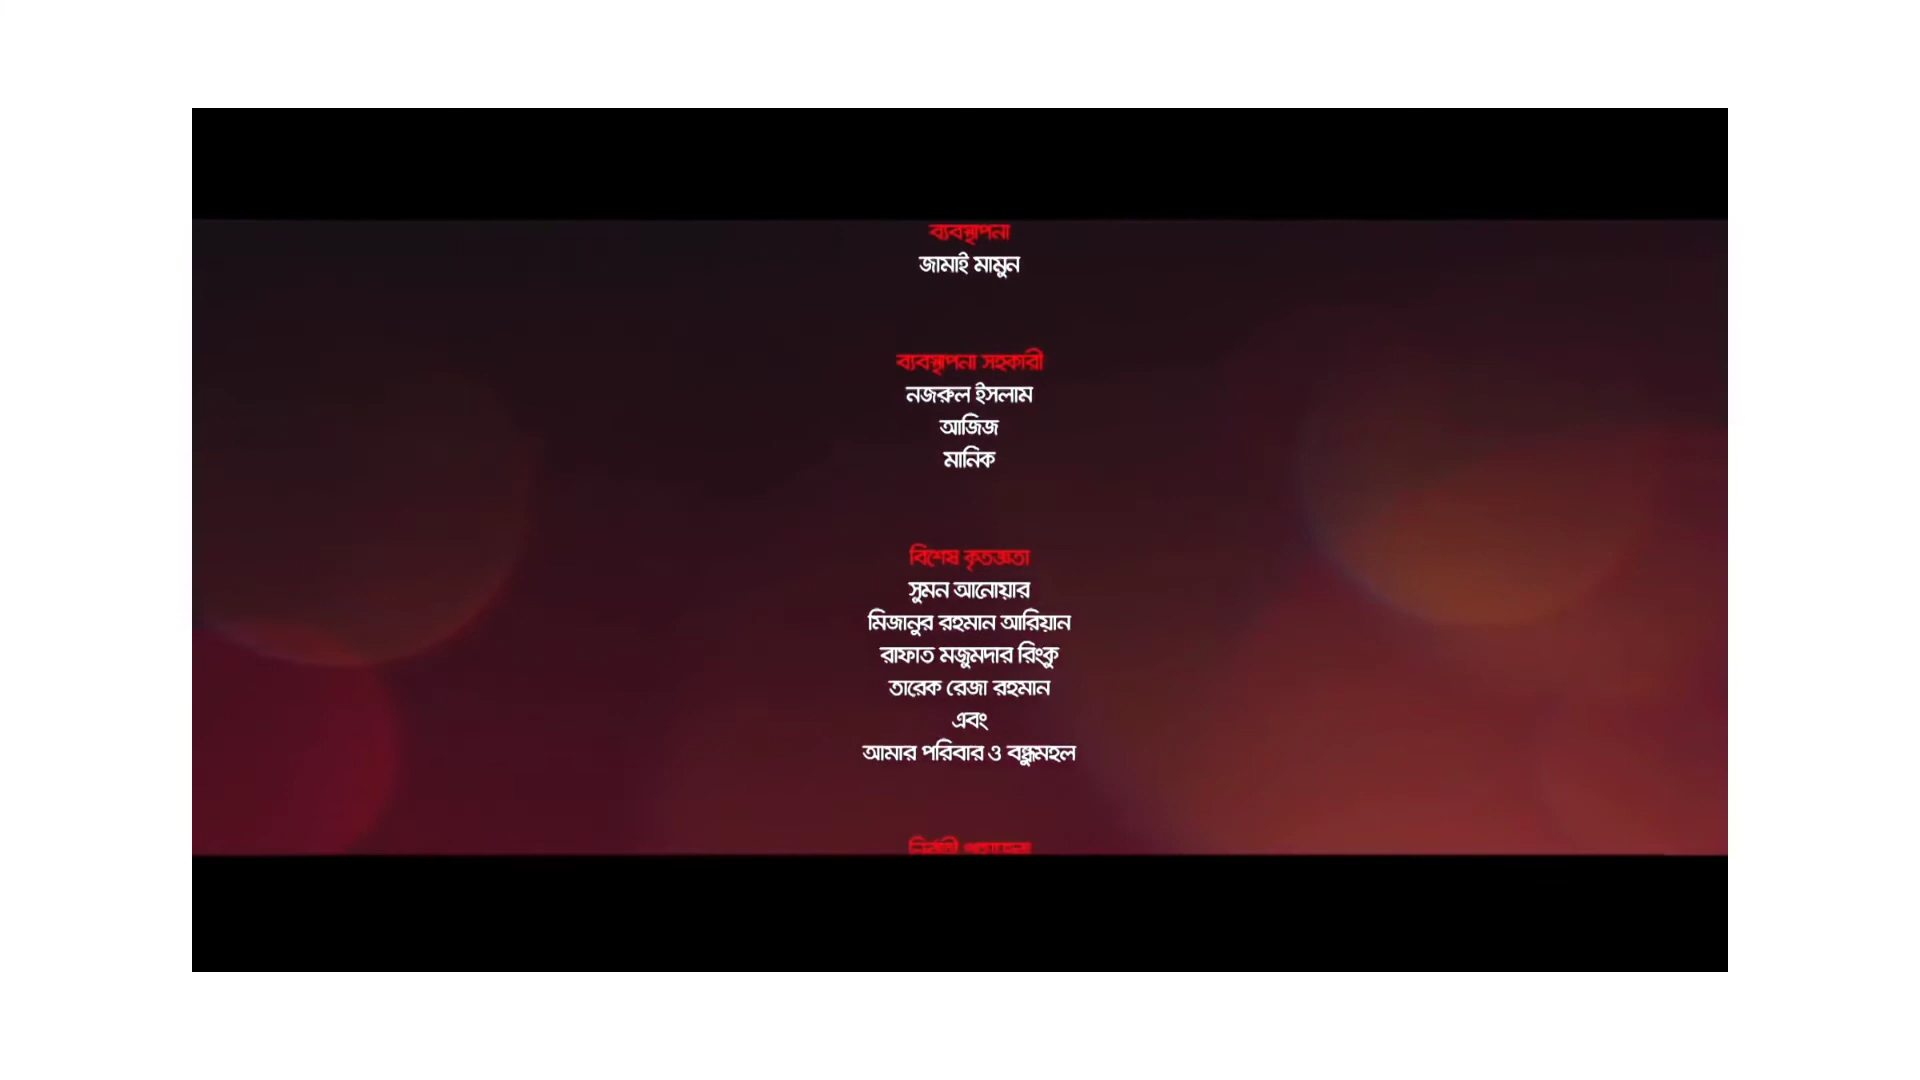 ব্যবস্থাপনা
জামাই মামুন
ব্যবস্থাপনা সহকারী
নজরুল ইসলাম
আজিজ
মানিক
বিশেষ কৃতজ্ঞতা
সুমন আনোয়ার
মিজানুর রহমান আরিয়ান
রাফাত মজুমদার রিংকু
তারেক রেজা রহমান
এবং
আমার পরিবার ও বন্ধুমহল